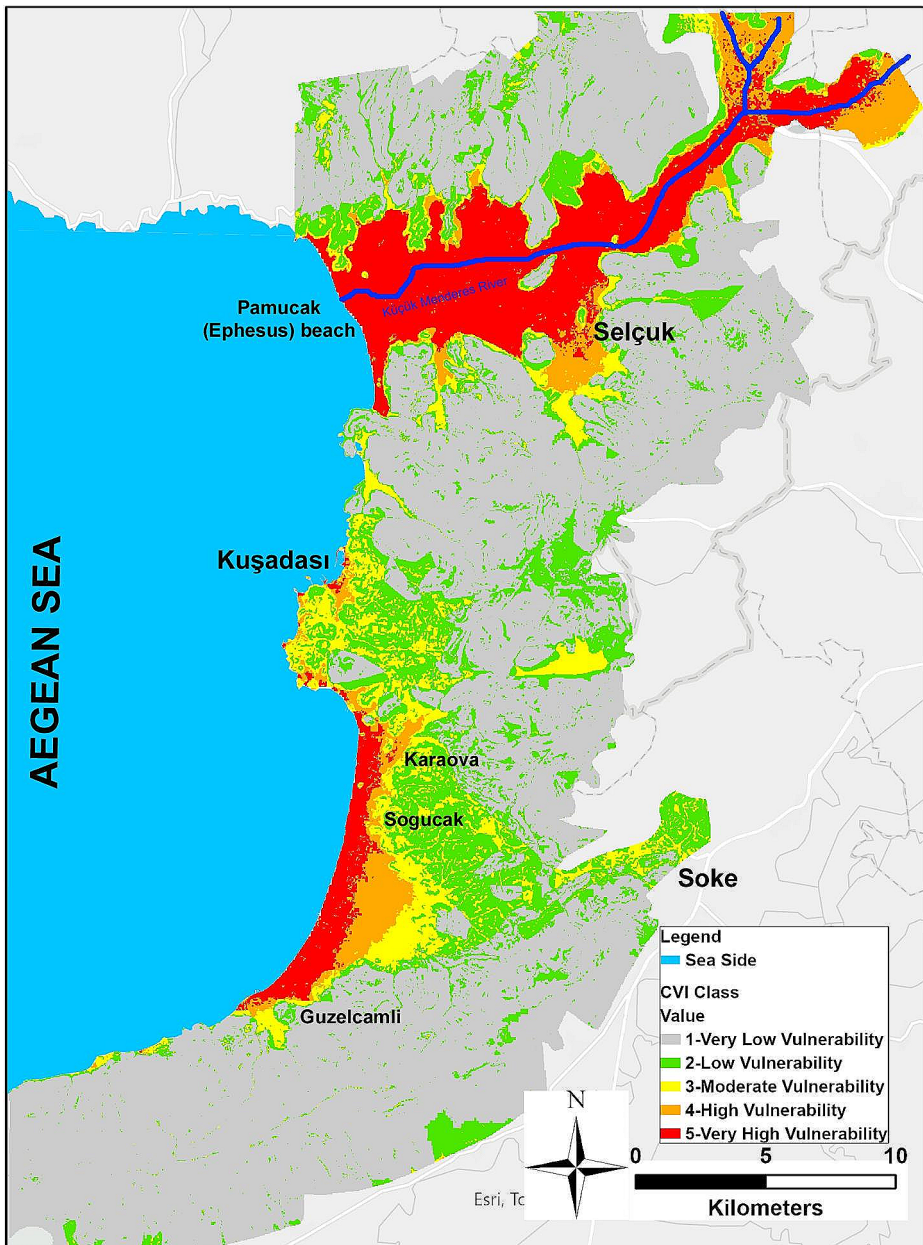 Küçük Menderes River
Pamucak
(Ephesus) beach
Selçuk
AEGEAN SEA
Kuşadası
Karaova
Sogucak
Soke
Guzelcamli
Legend
Sea Side
CVI Class
Value
1-Very Low Vulnerability
2-Low Vulnerability
3-Moderate Vulnerability
4-High Vulnerability
5-Very High Vulnerability
N
0 5 10
Kilometers
Esri,